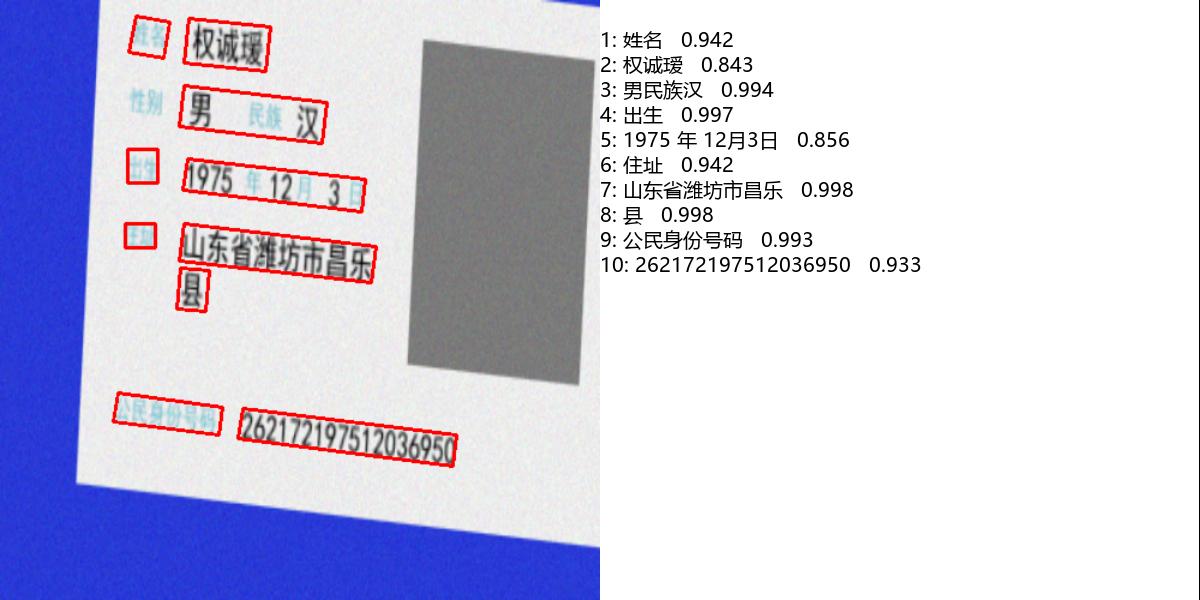 姓名 权诚瑗
性别 男 民族 汉
出生 1975 年 12 月 3 日
住址 山东省潍坊市昌乐
县
公民身份号码 262172197512036950
1: 姓名 0.942
2: 权诚瑗 0.843
3: 男民族汉 0.994
4: 出生 0.997
5: 1975 年 12月3日 0.856
6: 住址 0.942
7: 山东省潍坊市昌乐 0.998
8: 县 0.998
9: 公民身份号码 0.993
10: 262172197512036950 0.933